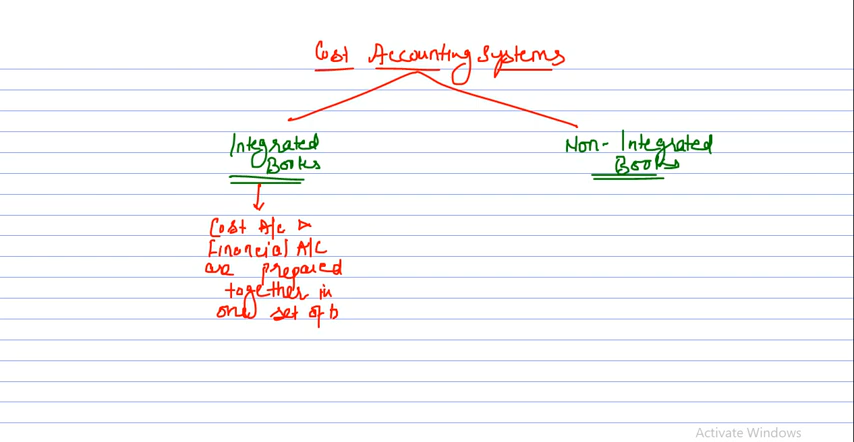 Cost Accounting Systems
Integrated
Books
Non-Integrated
Books
Cost A/c &
Financial A/c
are prepared
together in
one set of b
Activate Windows